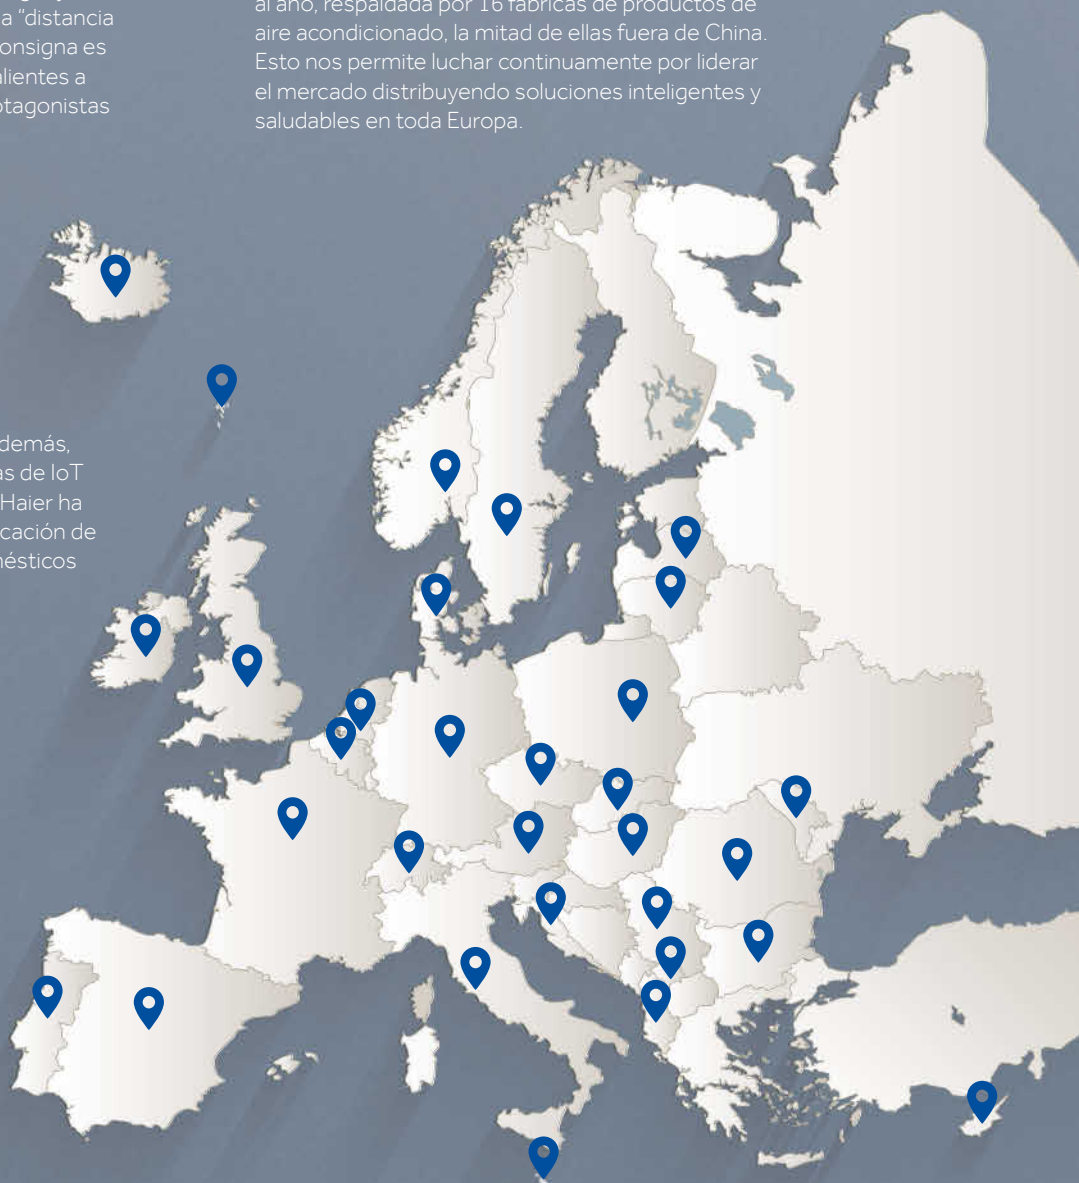 a “distancia
onsigna es
alientes a
otagonistas
al año, respaldada por 16 fábricas de productos de
aire acondicionado, la mitad de ellas fuera de China.
Esto nos permite luchar continuamente por liderar
el mercado distribuyendo soluciones inteligentes y
saludables en toda Europa.
demás,
as de IoT
Haier ha
icación de
nésticos